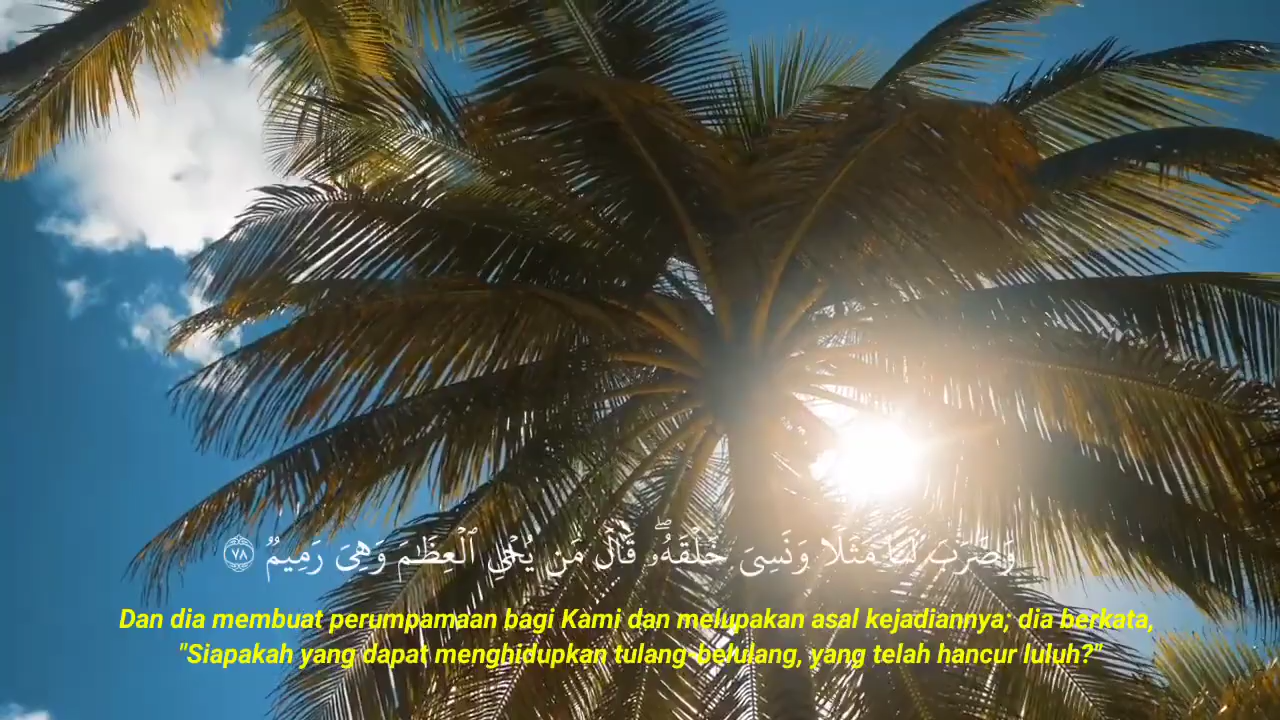 وَضَرَبَ لَنَا مَثَلًا وَنَسِىَ خَلْقَهُۥ ۖ قَالَ مَن يُحْىِ ٱلْعِظَٰمَ وَهِىَ رَمِيمٌ ٧٨
Dan dia membuat perumpamaan bagi Kami dan melupakan asal kejadiannya; dia berkata,
"Siapakah yang dapat menghidupkan tulang-belulang, yang telah hancur luluh?"